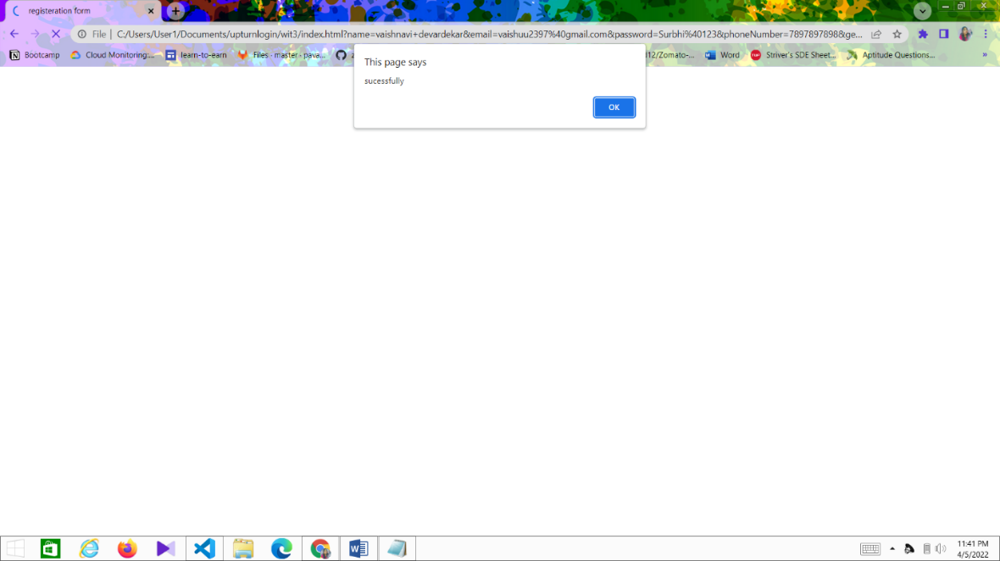 registeration form
File | C:/Users/User1/Documents/upturnlogin/wit3/index.html?name=vaishnavi+devardekar&email=vaishuu2397%40gmail.com&password=Surbhi%40123&phoneNumber=7897897898&ge...
Bootcamp Cloud Monitoring:... learn-to-earn Files · master · pava... 112/Zomato-... Word Striver's SDE Sheet... Aptitude Questions... »
This page says
sucessfully
OK
11:41 PM
4/5/2022